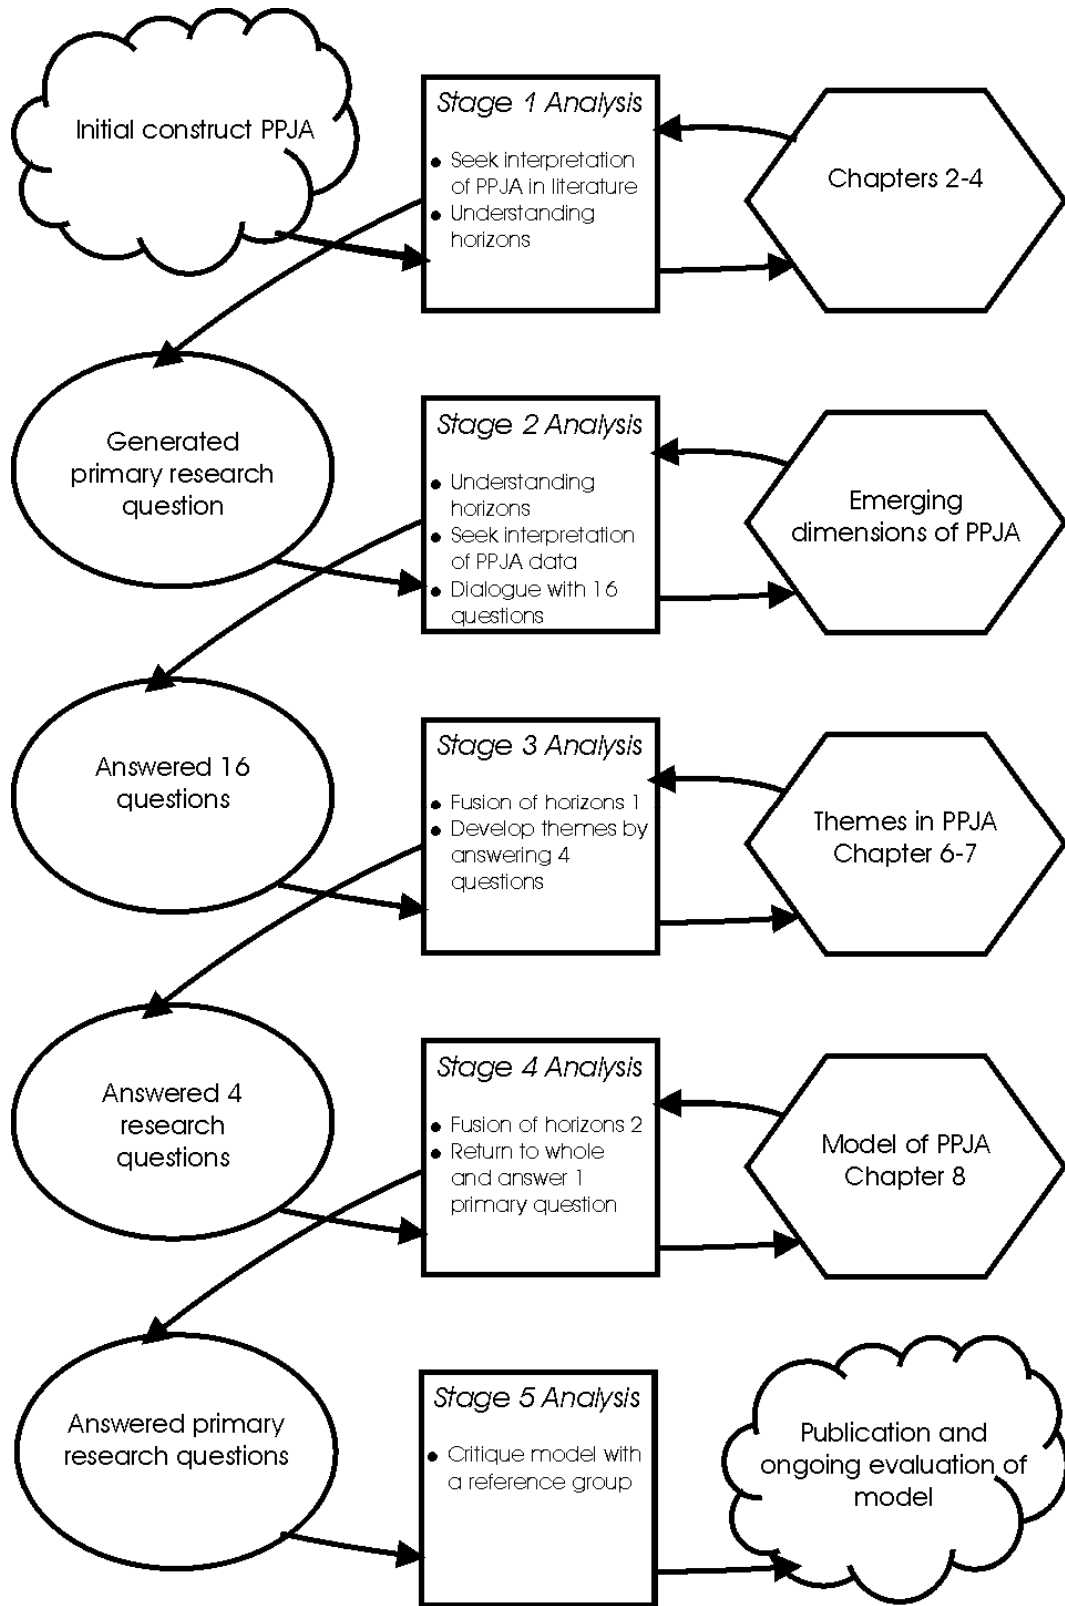 Initial construct PPJA
Stage 1 Analysis
• Seek interpretation
of PPJA in literature
• Understanding
horizons
Chapters 2-4
Generated
primary research
question
Stage 2 Analysis
• Understanding
horizons
• Seek interpretation
of PPJA data
• Dialogue with 16
questions
Emerging
dimensions of PPJA
Answered 16
questions
Stage 3 Analysis
• Fusion of horizons 1
• Develop themes by
answering 4
questions
Themes in PPJA
Chapter 6-7
Answered 4
research
questions
Stage 4 Analysis
• Fusion of horizons 2
• Return to whole
and answer 1
primary question
Model of PPJA
Chapter 8
Answered primary
research questions
Stage 5 Analysis
• Critique model with
a reference group
Publication and
ongoing evaluation of
model